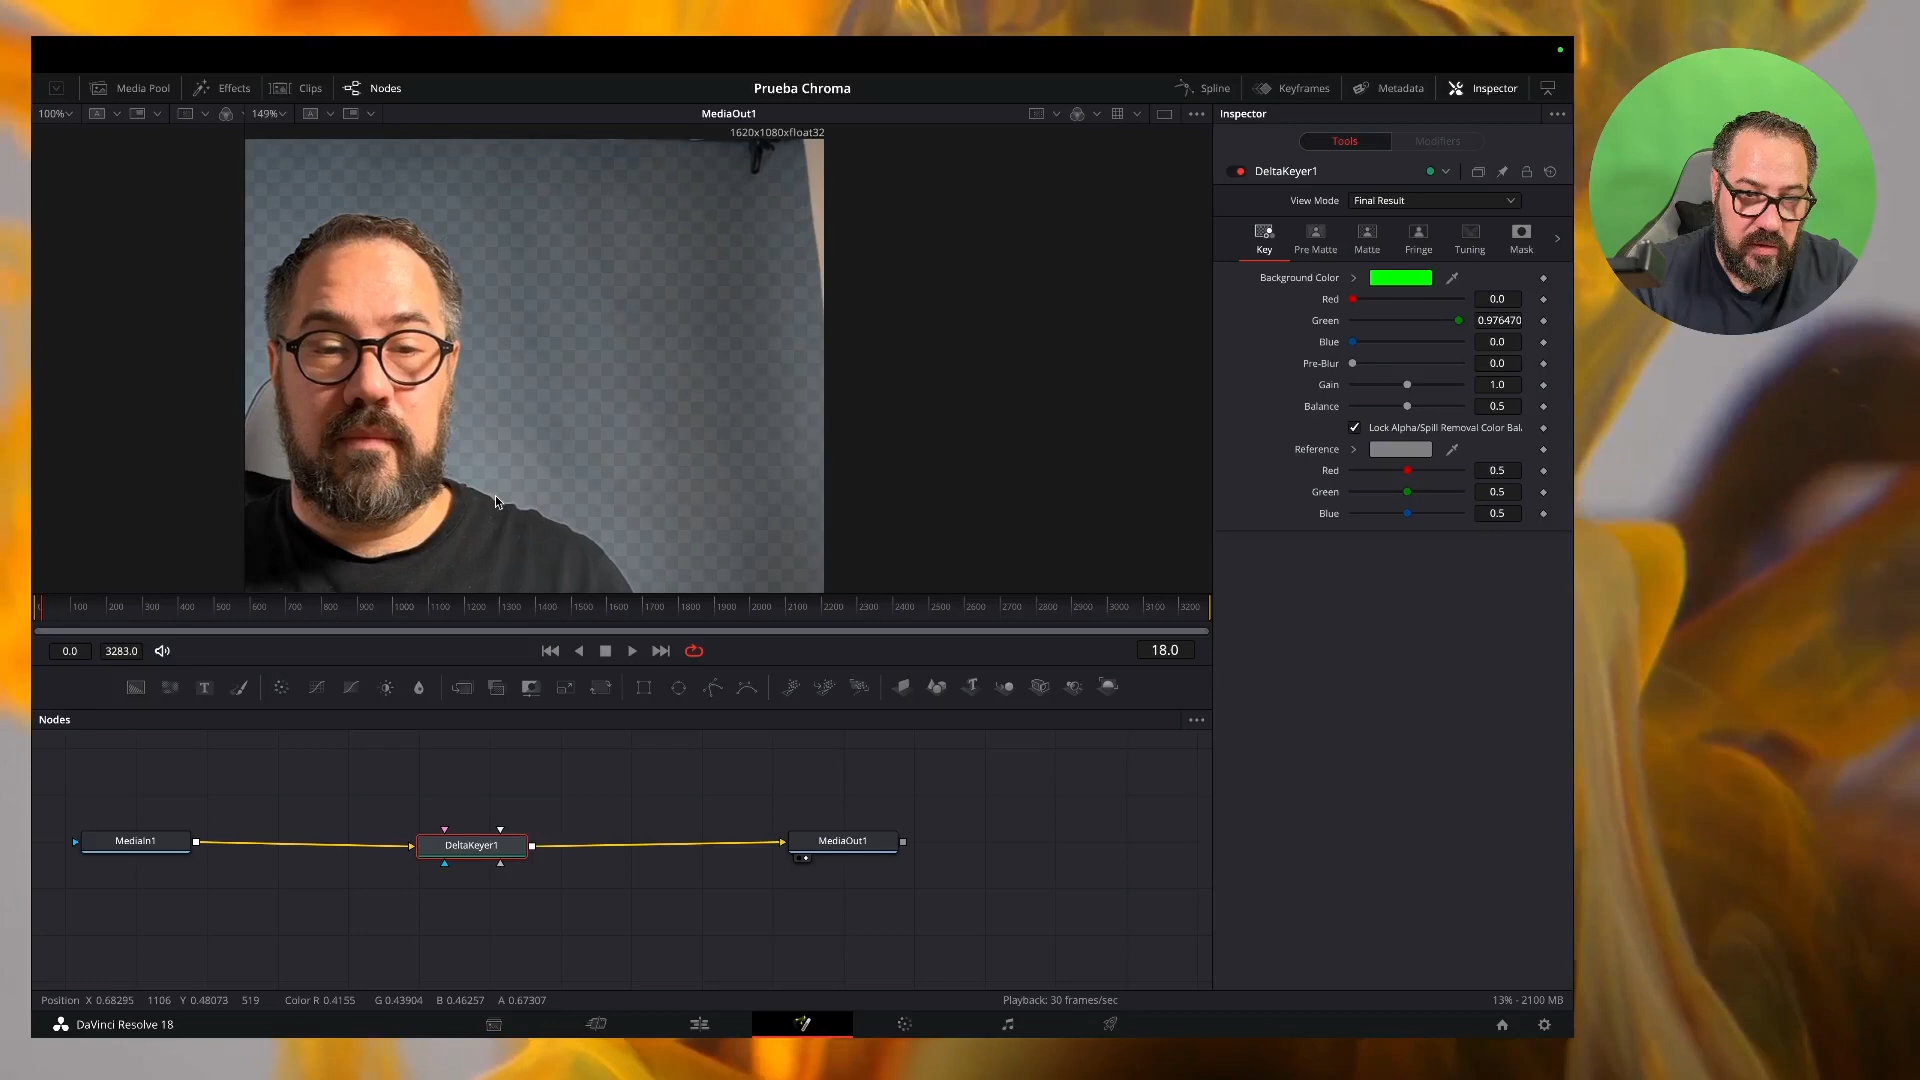 Media Pool
Effects
Clips
Nodes
Prueba Chroma
Spline
Keyframes
Metadata
Inspector
100%
149%
MediaOut1
Inspector
1620x1080xfloat32
Tools
Modifiers
DeltaKeyer1
View Mode
Final Result
Key
Pre Matte
Matte
Fringe
Tuning
Mask
Background Color
Red
0.0
Green
0.976470
Blue
0.0
Pre-Blur
0.0
Gain
1.0
Balance
0.5
Lock Alpha/Spill Removal Color Bal
Reference
Red
0.5
Green
0.5
Blue
0.5
100 200 300 400 500 600 700 800 900 1000 1100 1200 1300 1400 1500 1600 1700 1800 1900 2000 2100 2200 2300 2400 2500 2600 2700 2800 2900 3000 3100 3200
0.0
3283.0
18.0
T
T
Nodes
MediaIn1
DeltaKeyer1
MediaOut1
Position X 0.68295 1106 Y 0.48073 519 Color R 0.4155 G 0.43904 B 0.46257 A 0.67307
Playback: 30 frames/sec
13% - 2100 MB
DaVinci Resolve 18